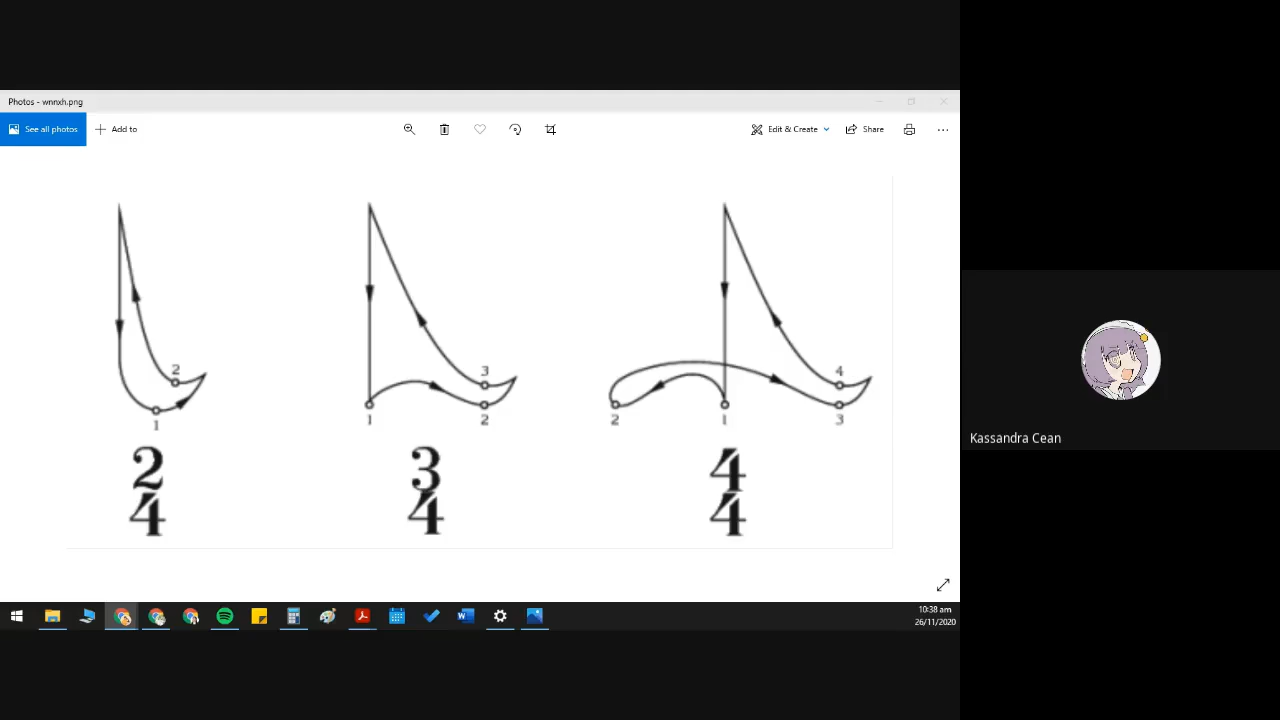 Photos - wnnxh.png
See all photos
Add to
Edit & Create
Share
2
1
3
1
2
4
2
1
3
2
4
3
4
4
4
Kassandra Cean
W
10:38 am
26/11/2020